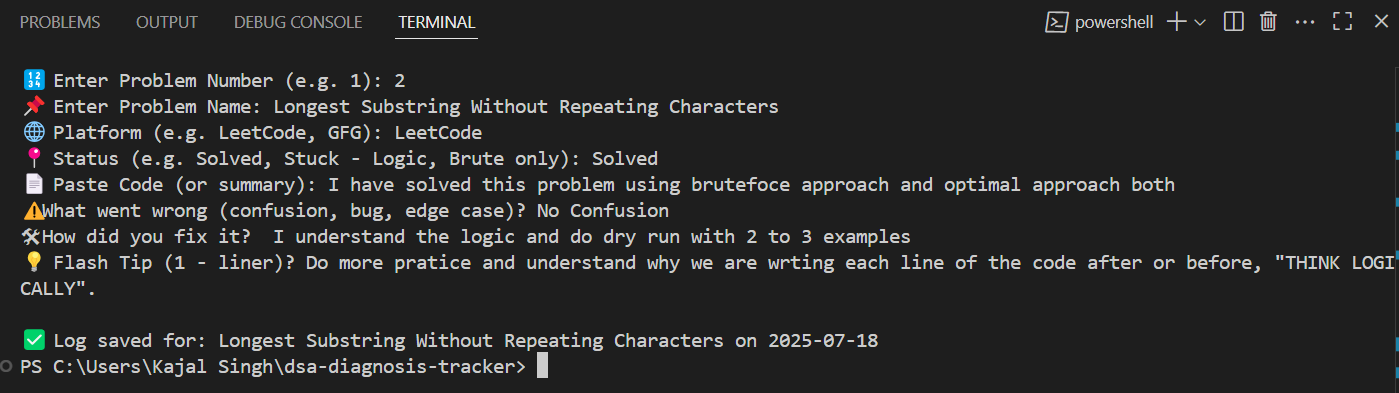 PROBLEMS OUTPUT DEBUG CONSOLE TERMINAL powershell
🔢 Enter Problem Number (e.g. 1): 2
📌 Enter Problem Name: Longest Substring Without Repeating Characters
🌐 Platform (e.g. LeetCode, GFG): LeetCode
📍 Status (e.g. Solved, Stuck - Logic, Brute only): Solved
📄 Paste Code (or summary): I have solved this problem using brutefoce approach and optimal approach both
⚠️What went wrong (confusion, bug, edge case)? No Confusion
🛠️How did you fix it?  I understand the logic and do dry run with 2 to 3 examples
💡 Flash Tip (1 - liner)? Do more pratice and understand why we are wrting each line of the code after or before, "THINK LOGI
CALLY".
✅ Log saved for: Longest Substring Without Repeating Characters on 2025-07-18
PS C:\Users\Kajal Singh\dsa-diagnosis-tracker>